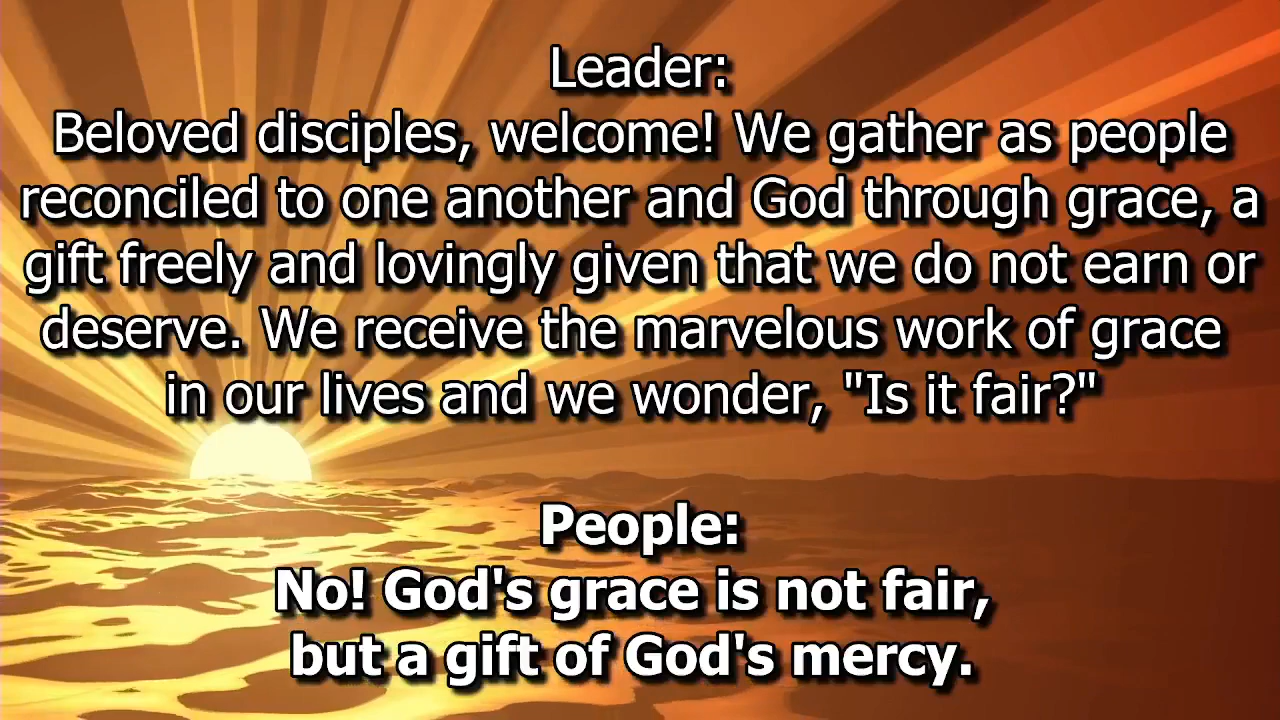 Leader:
Beloved disciples, welcome! We gather as people
reconciled to one another and God through grace, a
gift freely and lovingly given that we do not earn or
deserve. We receive the marvelous work of grace
in our lives and we wonder, "Is it fair?"
People:
No! God's grace is not fair,
but a gift of God's mercy.